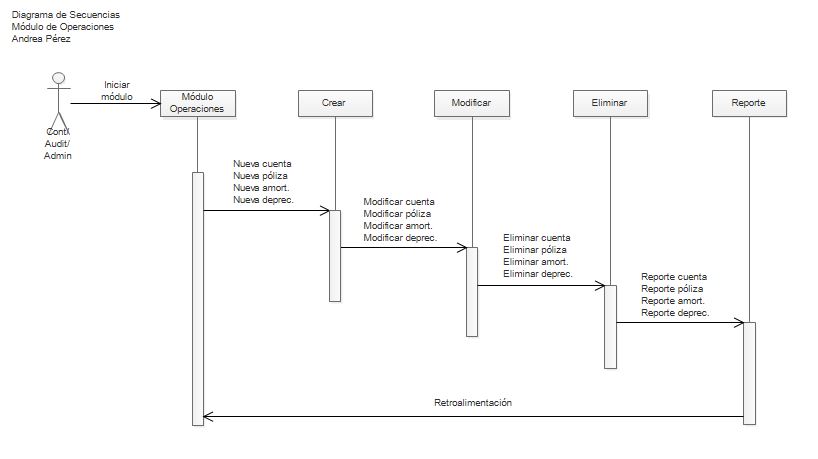 Diagrama de Secuencias
Módulo de Operaciones
Andrea Pérez
Iniciar
módulo
Cont/
Audit/
Admin
Módulo
Operaciones
Crear
Modificar
Eliminar
Reporte
Nueva cuenta
Nueva póliza
Nueva amort.
Nueva deprec.
Modificar cuenta
Modificar póliza
Modificar amort.
Modificar deprec.
Eliminar cuenta
Eliminar póliza
Eliminar amort.
Eliminar deprec.
Reporte cuenta
Reporte póliza
Reporte amort.
Reporte deprec.
Retroalimentación